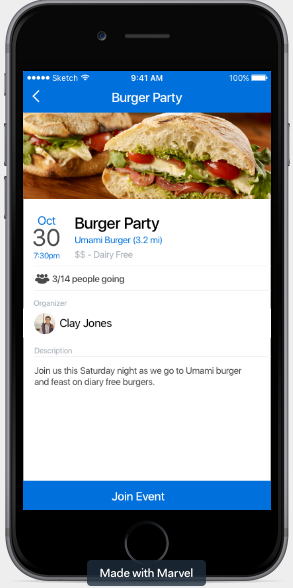 ●●●●● Sketch 9:41 AM 100%
Burger Party
Oct
30
7:30pm
Burger Party
Umami Burger (3.2 mi)
$$ - Dairy Free
3/14 people going
Organizer
Clay Jones
Description
Join us this Saturday night as we go to Umami burger
and feast on diary free burgers.
Join Event
Made with Marvel